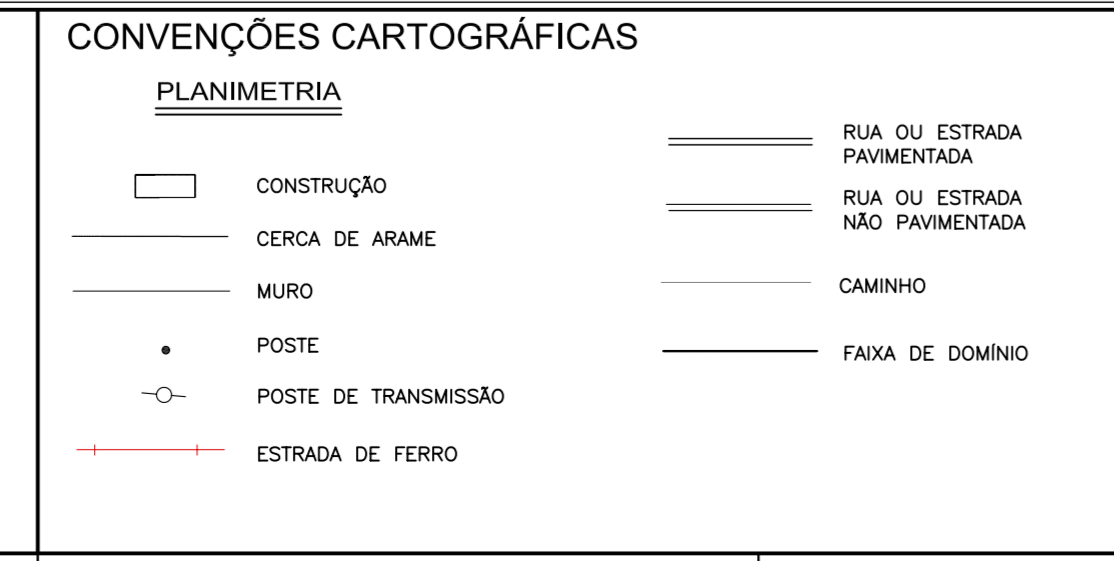 CONVENÇÕES CARTOGRÁFICAS
PLANIMETRIA
CONSTRUÇÃO
CERCA DE ARAME
MURO
POSTE
POSTE DE TRANSMISSÃO
ESTRADA DE FERRO
RUA OU ESTRADA
PAVIMENTADA
RUA OU ESTRADA
NÃO PAVIMENTADA
CAMINHO
FAIXA DE DOMÍNIO